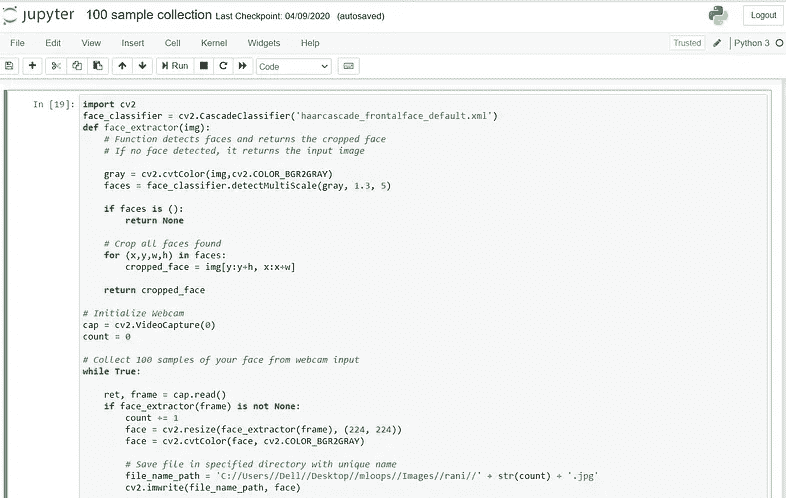 jupyter 100 sample collection Last Checkpoint: 04/09/2020 (autosaved)
Logout
File Edit View Insert Cell Kernel Widgets Help
Trusted Python 3
Run Code
In [19]: import cv2
face_classifier = cv2.CascadeClassifier('haarcascade_frontalface_default.xml')
def face_extractor(img):
# Function detects faces and returns the cropped face
# If no face detected, it returns the input image
gray = cv2.cvtColor(img,cv2.COLOR_BGR2GRAY)
faces = face_classifier.detectMultiScale(gray, 1.3, 5)
if faces is ():
return None
# Crop all faces found
for (x,y,w,h) in faces:
cropped_face = img[y:y+h, x:x+w]
return cropped_face
# Initialize Webcam
cap = cv2.VideoCapture(0)
count = 0
# Collect 100 samples of your face from webcam input
while True:
ret, frame = cap.read()
if face_extractor(frame) is not None:
count += 1
face = cv2.resize(face_extractor(frame), (224, 224))
face = cv2.cvtColor(face, cv2.COLOR_BGR2GRAY)
# Save file in specified directory with unique name
file_name_path = 'C://Users//Dell//Desktop//mloops//Images//rani//' + str(count) + '.jpg'
cv2.imwrite(file_name_path, face)